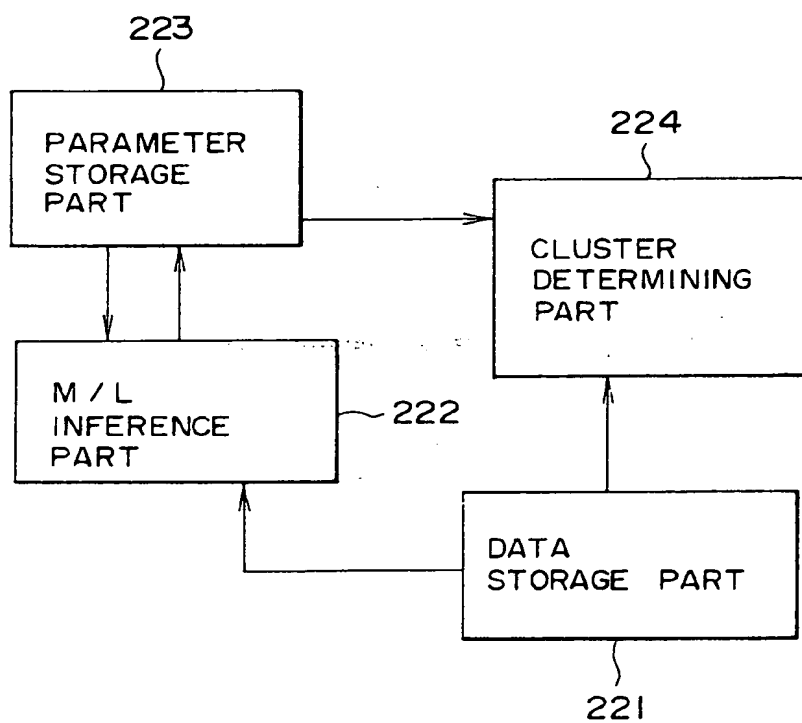 223
PARAMETER
STORAGE
PART
224
CLUSTER
DETERMINING
PART
M / L
INFERENCE
PART
222
DATA
STORAGE PART
221